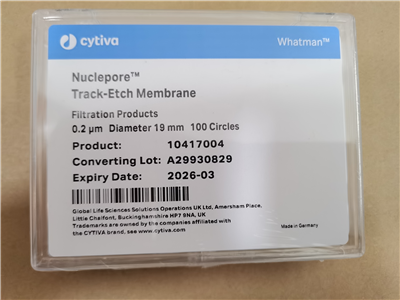 cytiva
Whatman™
Nuclepore™
Track-Etch Membrane
Filtration Products
0.2 µm Diameter 19 mm 100 Circles
Product: 10417004
Converting Lot: A29930829
Expiry Date: 2026-03
Global Life Sciences Solutions Operations UK Ltd, Amersham Place,
Little Chalfont, Buckinghamshire HP7 9NA, UK
Trademarks are owned by the companies affiliated with
the CYTIVA brand, see www.cytiva.com
Made in Germany